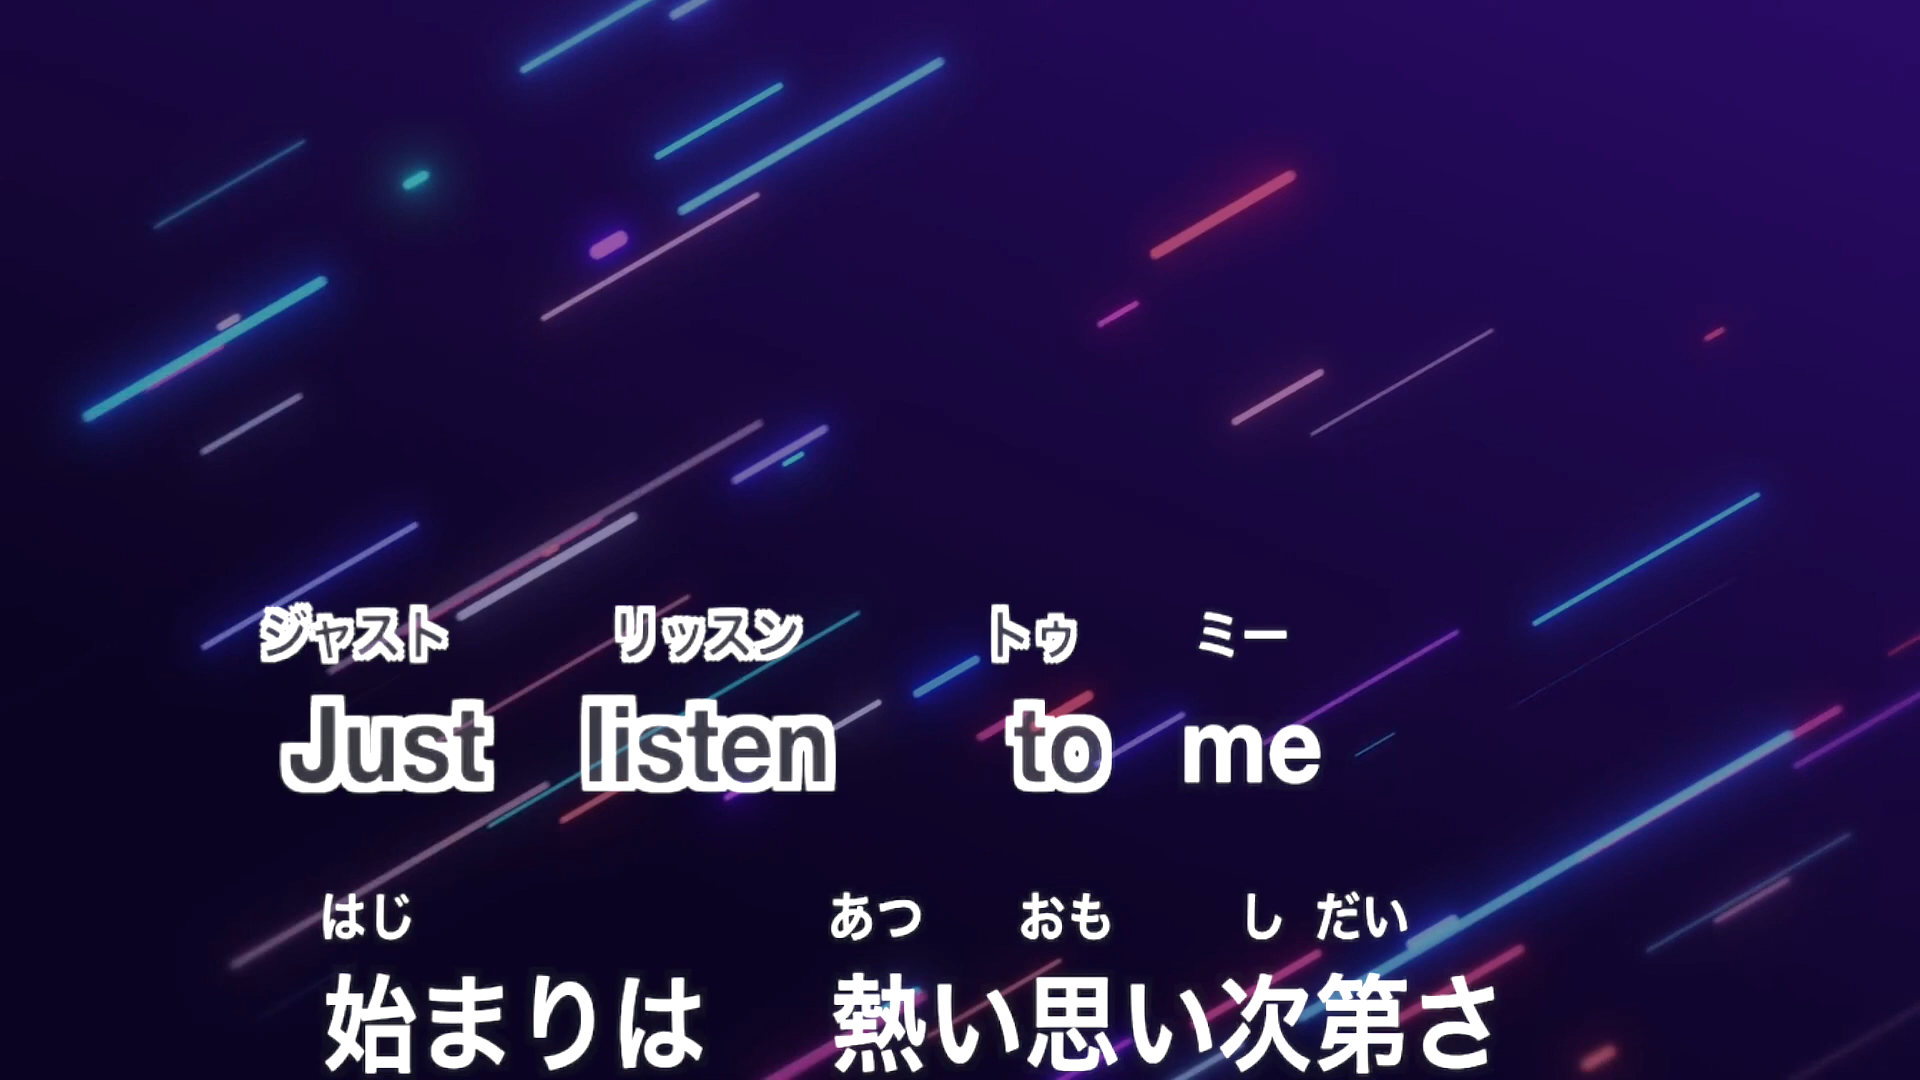 ジャスト リッスン トゥ ミー
Just listen to me
はじ あつ おも し だい
始まりは 熱い思い次第さ